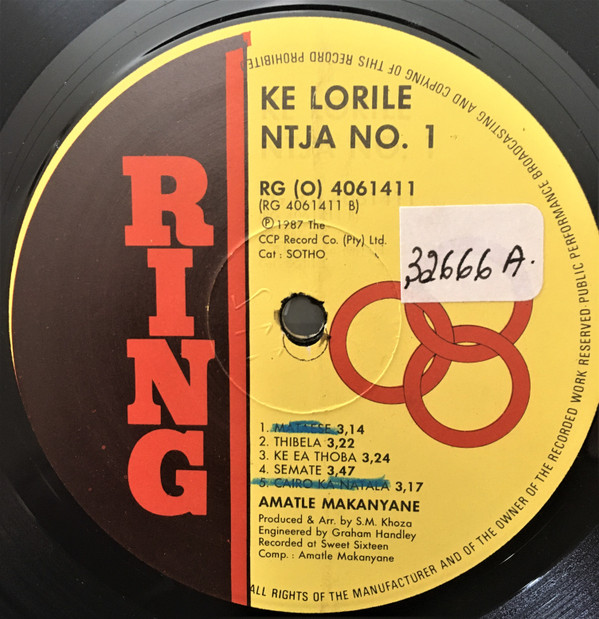 RING
KE LORILE
NTJA NO. 1
RG (O) 4061411
(RG 4061411 B)
℗ 1987 The
CCP Record Co. (Pty) Ltd.
Cat : SOTHO
32666 A.
1. MATSESE 3,14
2. THIBELA 3,22
3. KE EA THOBA 3,24
4. SEMATE 3,47
5. CAIRO KA NATALA 3,17
AMATLE MAKANYANE
Produced & Arr. by S.M. Khoza
Engineered by Graham Handley
Recorded at Sweet Sixteen
Comp. : Amatle Makanyane
ALL RIGHTS OF THE MANUFACTURER AND OF THE OWNER OF THE RECORDED WORK RESERVED·PUBLIC PERFORMANCE BROADCASTING AND COPYING OF THIS RECORD PROHIBITED